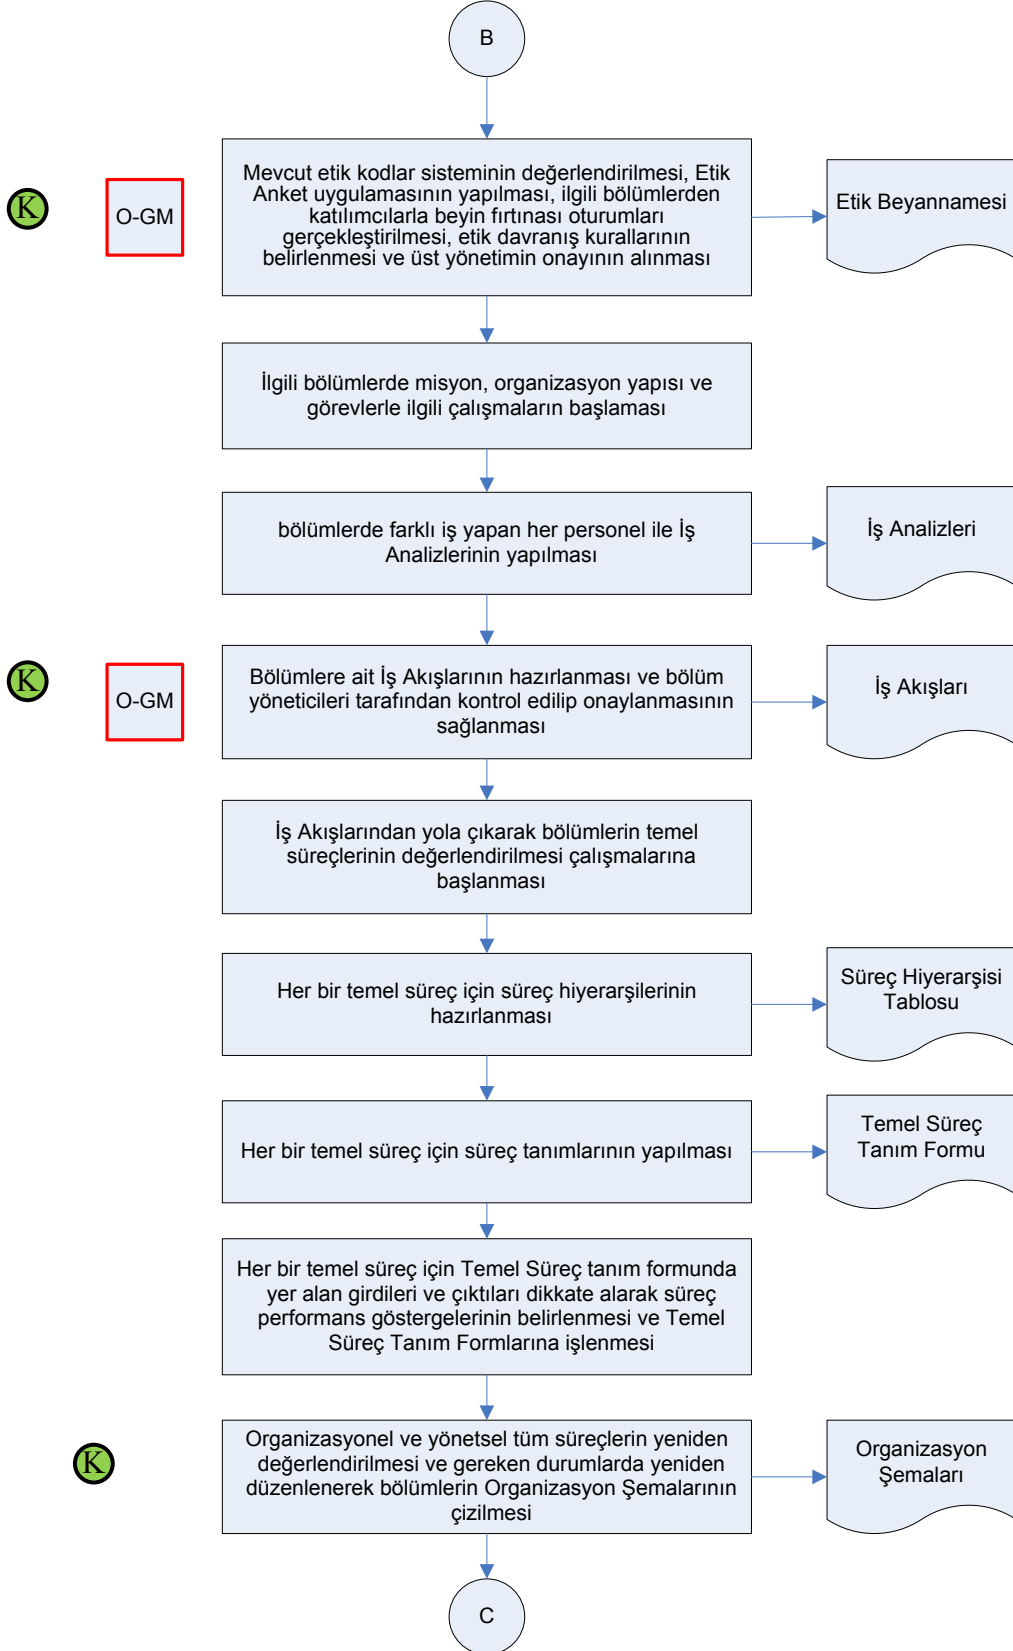 B
Mevcut etik kodlar sisteminin değerlendirilmesi, Etik
Anket uygulamasının yapılması, ilgili bölümlerden
katılımcılarla beyin fırtınası oturumları
gerçekleştirilmesi, etik davranış kurallarının
belirlenmesi ve üst yönetimin onayının alınması
K
O-GM
Etik Beyannamesi
İlgili bölümlerde misyon, organizasyon yapısı ve
görevlerle ilgili çalışmaların başlaması
bölümlerde farklı iş yapan her personel ile İş
Analizlerinin yapılması
İş Analizleri
K
O-GM
Bölümlere ait İş Akışlarının hazırlanması ve bölüm
yöneticileri tarafından kontrol edilip onaylanmasının
sağlanması
İş Akışları
İş Akışlarından yola çıkarak bölümlerin temel
süreçlerinin değerlendirilmesi çalışmalarına
başlanması
Her bir temel süreç için süreç hiyerarşilerinin
hazırlanması
Süreç Hiyerarşisi
Tablosu
Her bir temel süreç için süreç tanımlarının yapılması
Temel Süreç
Tanım Formu
Her bir temel süreç için Temel Süreç tanım formunda
yer alan girdileri ve çıktıları dikkate alarak süreç
performans göstergelerinin belirlenmesi ve Temel
Süreç Tanım Formlarına işlenmesi
K
Organizasyonel ve yönetsel tüm süreçlerin yeniden
değerlendirilmesi ve gereken durumlarda yeniden
düzenlenerek bölümlerin Organizasyon Şemalarının
çizilmesi
Organizasyon
Şemaları
C